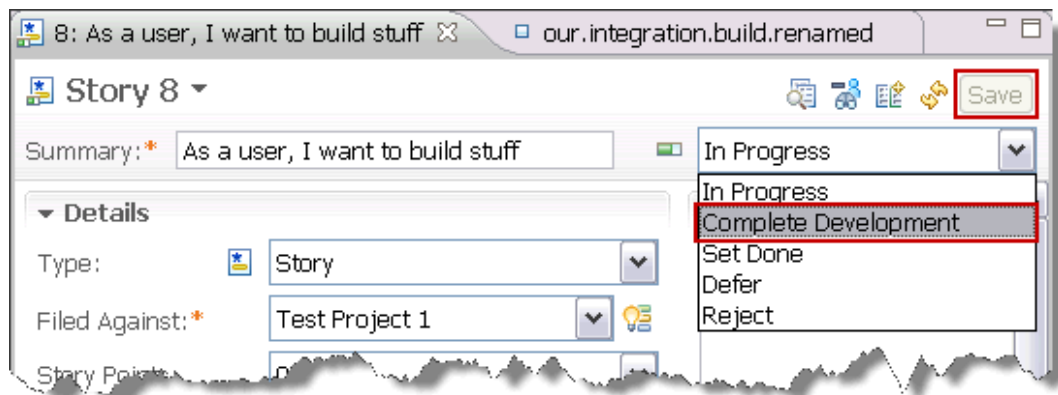 8: As a user, I want to build stuff
our.integration.build.renamed
Story 8
Save
Summary:*
As a user, I want to build stuff
In Progress
In Progress
Complete Development
Set Done
Defer
Reject
Details
Type:
Story
Filed Against:*
Test Project 1
Story